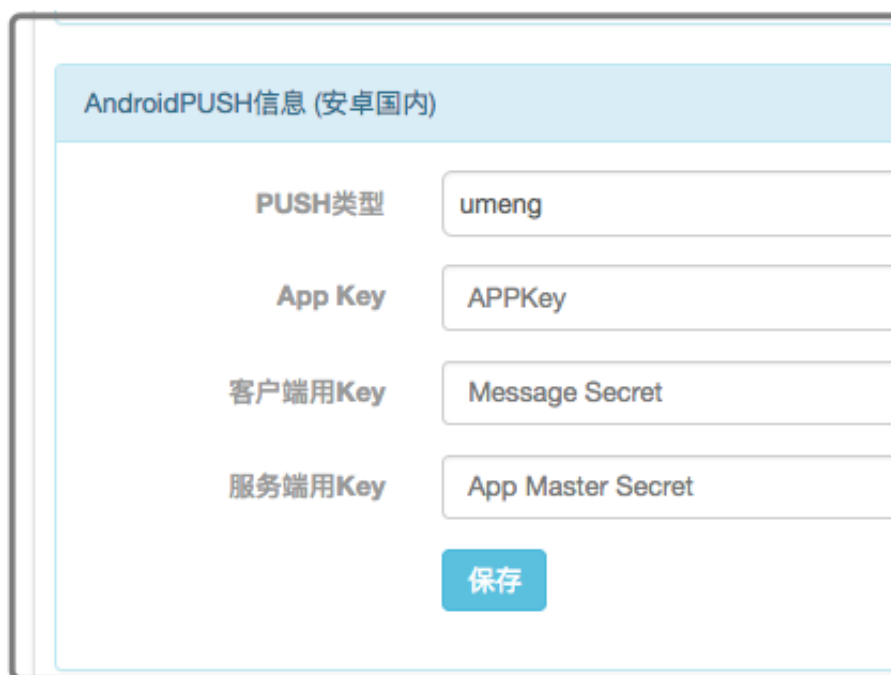 AndroidPUSH信息 (安卓国内)
PUSH类型 umeng
App Key APPKey
客户端用Key Message Secret
服务端用Key App Master Secret
保存